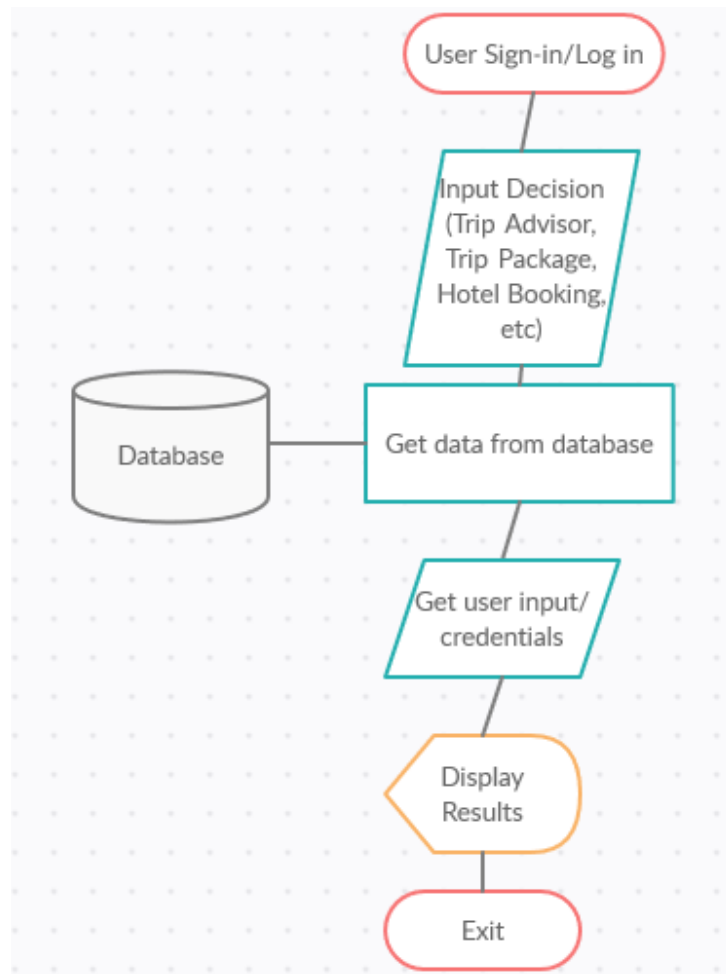 User Sign-in/Log in
Input Decision
(Trip Advisor,
Trip Package,
Hotel Booking,
etc)
Database
Get data from database
Get user input/
credentials
Display
Results
Exit